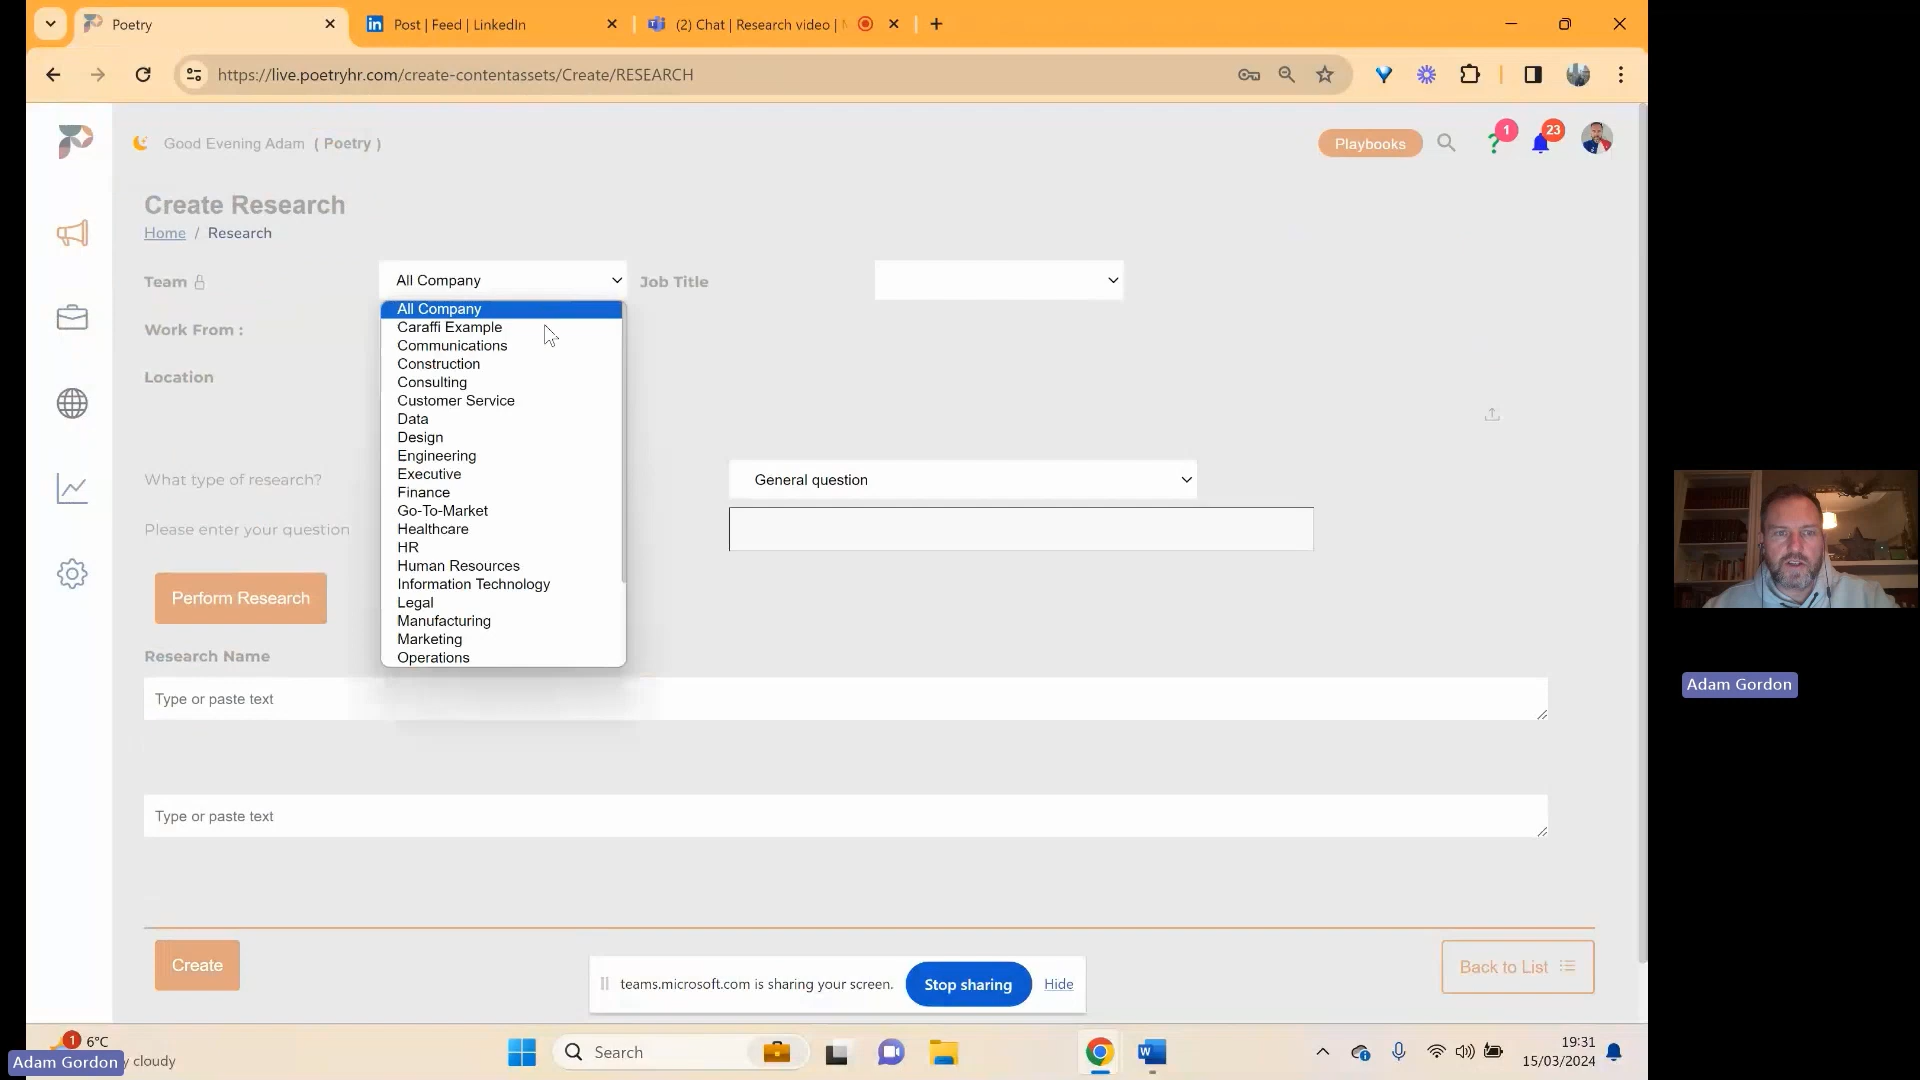 Poetry
Post | Feed | LinkedIn
(2) Chat | Research video |
https://live.poetryhr.com/create-contentassets/Create/RESEARCH
Good Evening Adam ( Poetry )
Playbooks
1
23
Create Research
Home / Research
Team
All Company
Job Title
All Company
Caraffi Example
Communications
Construction
Consulting
Customer Service
Data
Design
Engineering
Executive
Finance
Go-To-Market
Healthcare
HR
Human Resources
Information Technology
Legal
Manufacturing
Marketing
Operations
Work From :
Location
What type of research?
General question
Please enter your question
Perform Research
Research Name
Type or paste text
Type or paste text
Create
Back to List
teams.microsoft.com is sharing your screen.
Stop sharing
Hide
Adam Gordon
1
6°C
cloudy
Adam Gordon
Search
19:31
15/03/2024